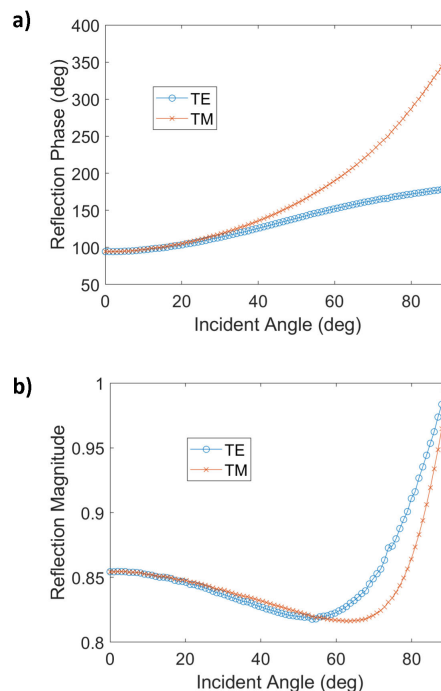 a)
400
350
300
250
200
150
100
50
Reflection Phase (deg)
TE
TM
0 20 40 60 80
Incident Angle (deg)
b)
1
0.95
0.9
0.85
0.8
Reflection Magnitude
TE
TM
0 20 40 60 80
Incident Angle (deg)